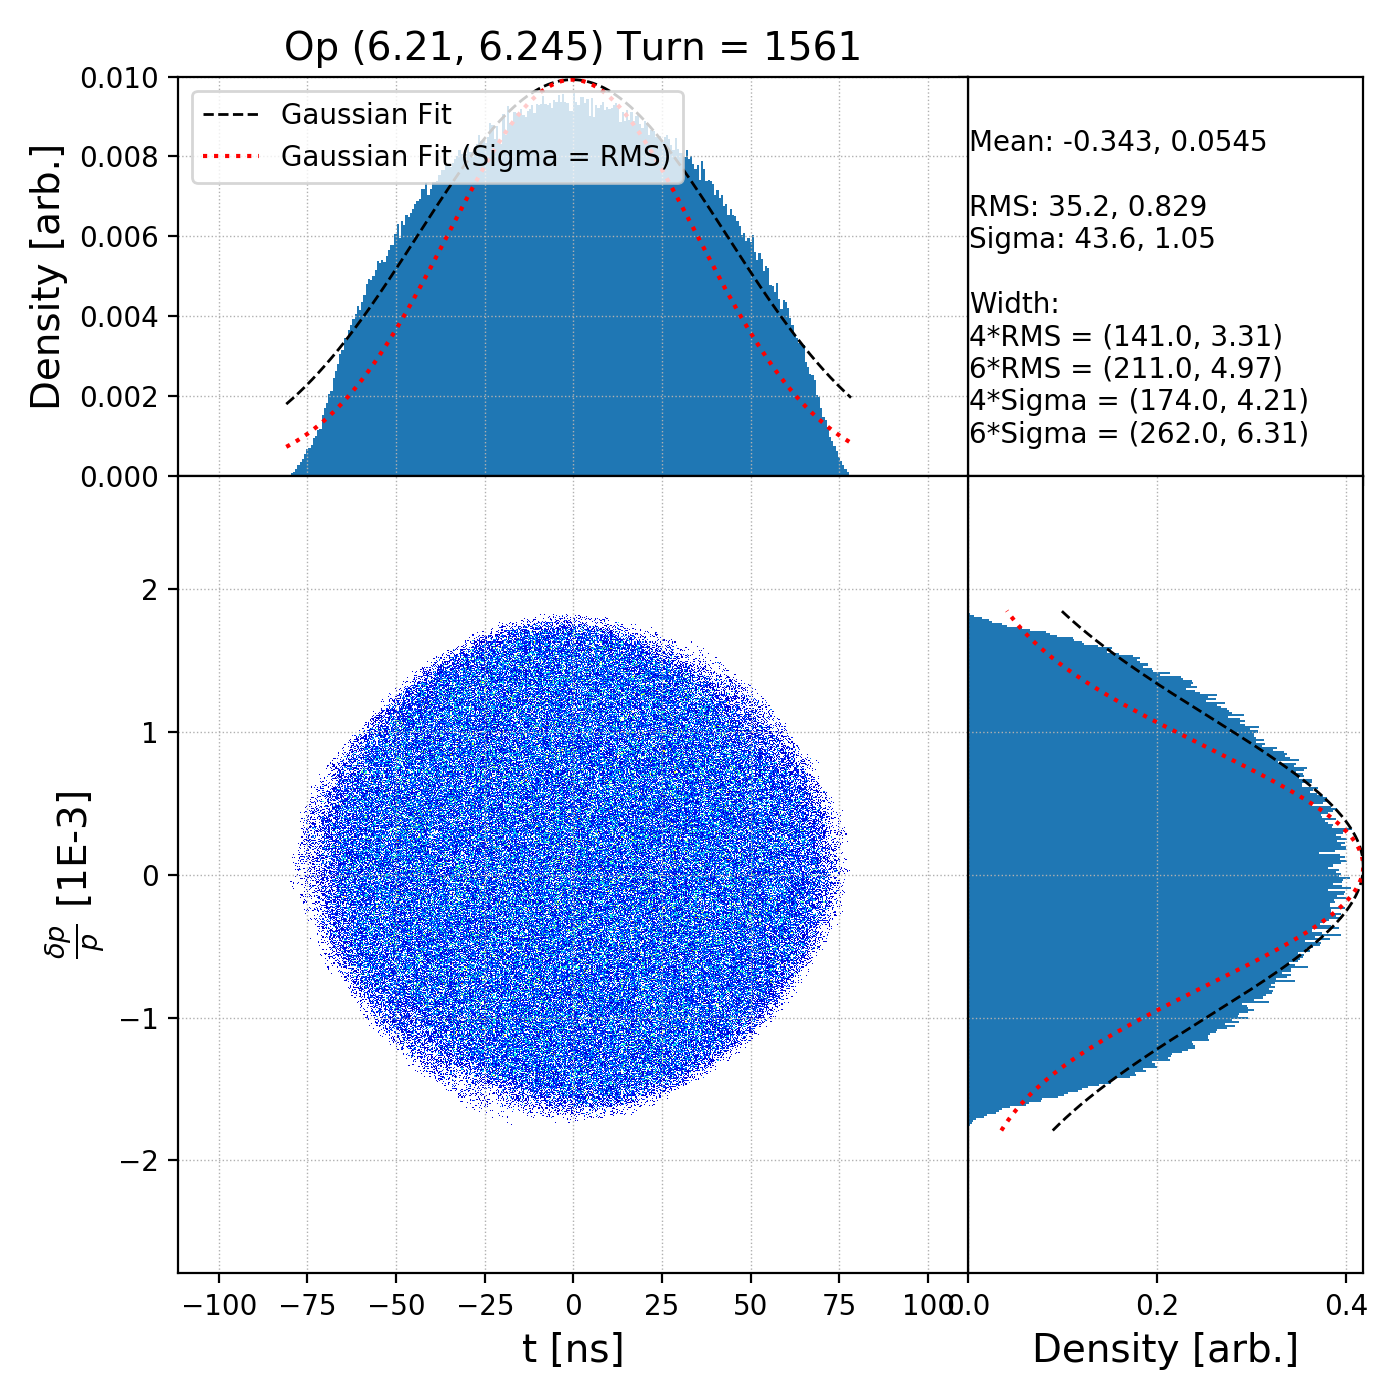 Op (6.21, 6.245) Turn = 1561
0.010
0.008
0.006
0.004
0.002
0.000
Density [arb.]
Gaussian Fit
Gaussian Fit (Sigma = RMS)
Mean: -0.343, 0.0545
RMS: 35.2, 0.829
Sigma: 43.6, 1.05
Width:
4*RMS = (141.0, 3.31)
6*RMS = (211.0, 4.97)
4*Sigma = (174.0, 4.21)
6*Sigma = (262.0, 6.31)
2
1
0
−1
−2
δp/p [1E-3]
−100 −75 −50 −25 0 25 50 75 100
t [ns]
0.0 0.2 0.4
Density [arb.]